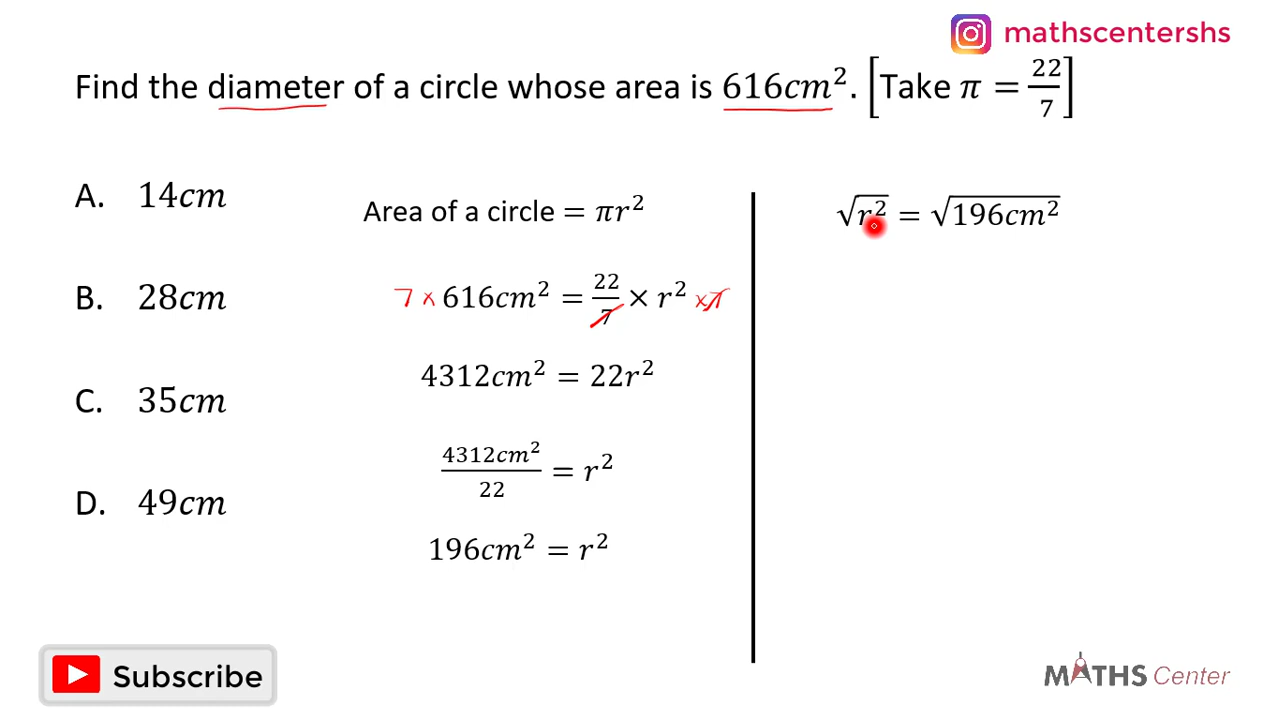 mathscentershs
Find the diameter of a circle whose area is 616cm². [Take π = 22/7]
A. 14cm
B. 28cm
C. 35cm
D. 49cm
Area of a circle = πr²
7 × 616cm² = 22/7 × r² × 7
4312cm² = 22r²
4312cm²/22 = r²
196cm² = r²
√r² = √196cm²
Subscribe
MATHS Center